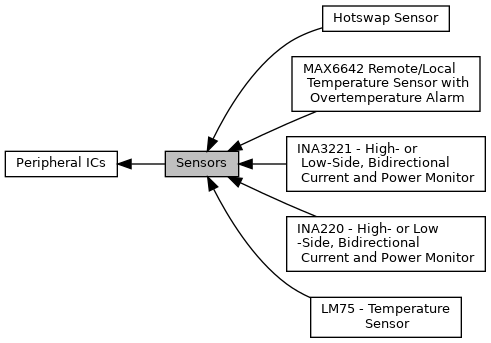 Hotswap Sensor
MAX6642 Remote/Local
Temperature Sensor with
Overtemperature Alarm
Peripheral ICs
Sensors
INA3221 - High- or
Low-Side, Bidirectional
Current and Power Monitor
INA220 - High- or Low
-Side, Bidirectional
Current and Power Monitor
LM75 - Temperature
Sensor